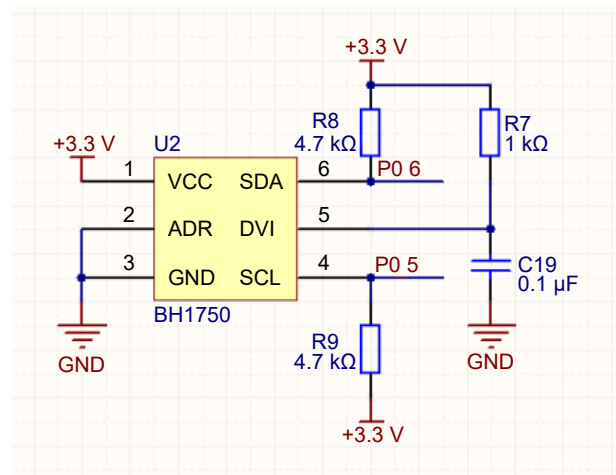 +3.3 V
R8
4.7 kΩ
R7
1 kΩ
+3.3 V
U2
1
VCC
SDA
6
P0 6
2
ADR
DVI
5
3
GND
SCL
4
P0 5
C19
0.1 µF
BH1750
GND
R9
4.7 kΩ
GND
+3.3 V